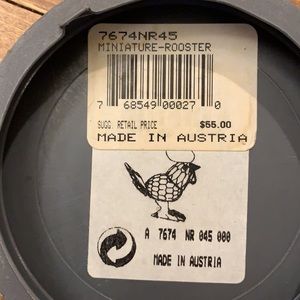 7674NR45
MINIATURE-ROOSTER
7 68549 00027 0
SUGG. RETAIL PRICE $55.00
MADE IN AUSTRIA
A 7674 NR 045 000
MADE IN AUSTRIA